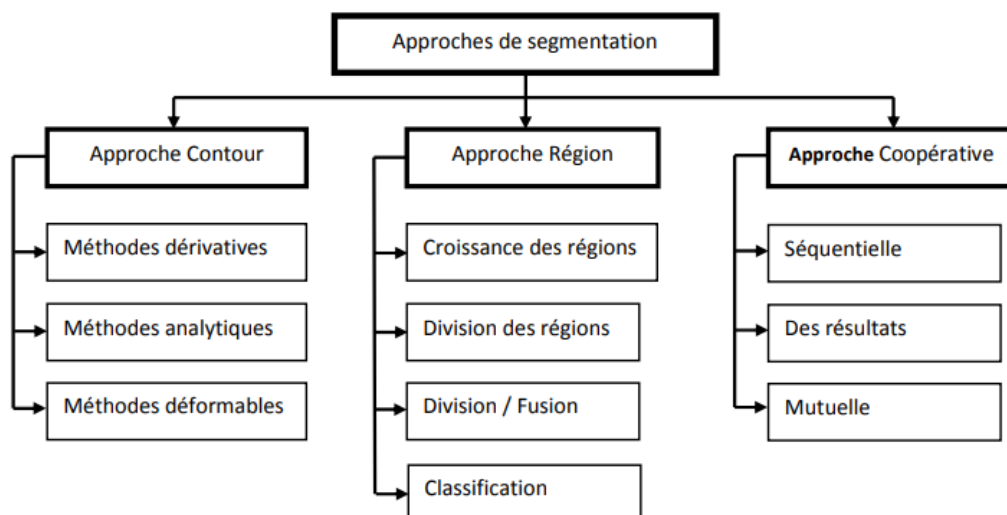 Approches de segmentation
Approche Contour
Approche Région
Approche Coopérative
Méthodes dérivatives
Croissance des régions
Séquentielle
Méthodes analytiques
Division des régions
Des résultats
Méthodes déformables
Division / Fusion
Mutuelle
Classification